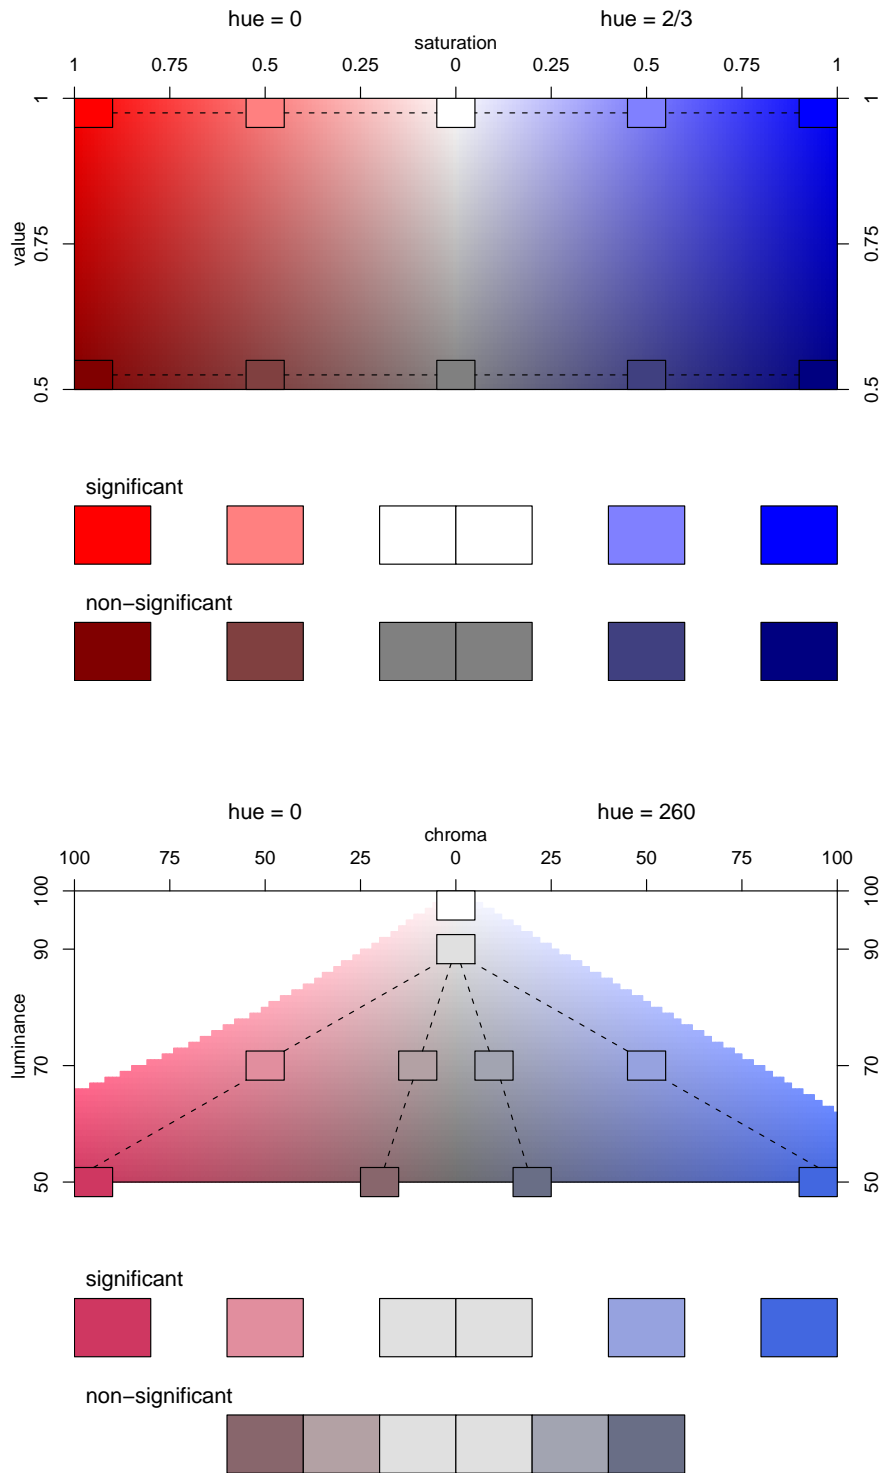 hue = 0 hue = 2/3
saturation
1 0.75 0.5 0.25 0 0.25 0.5 0.75 1
1 1
value
0.75 0.75
0.5 0.5
significant
non−significant
hue = 0 hue = 260
chroma
100 75 50 25 0 25 50 75 100
100 100
90 90
luminance
70 70
50 50
significant
non−significant